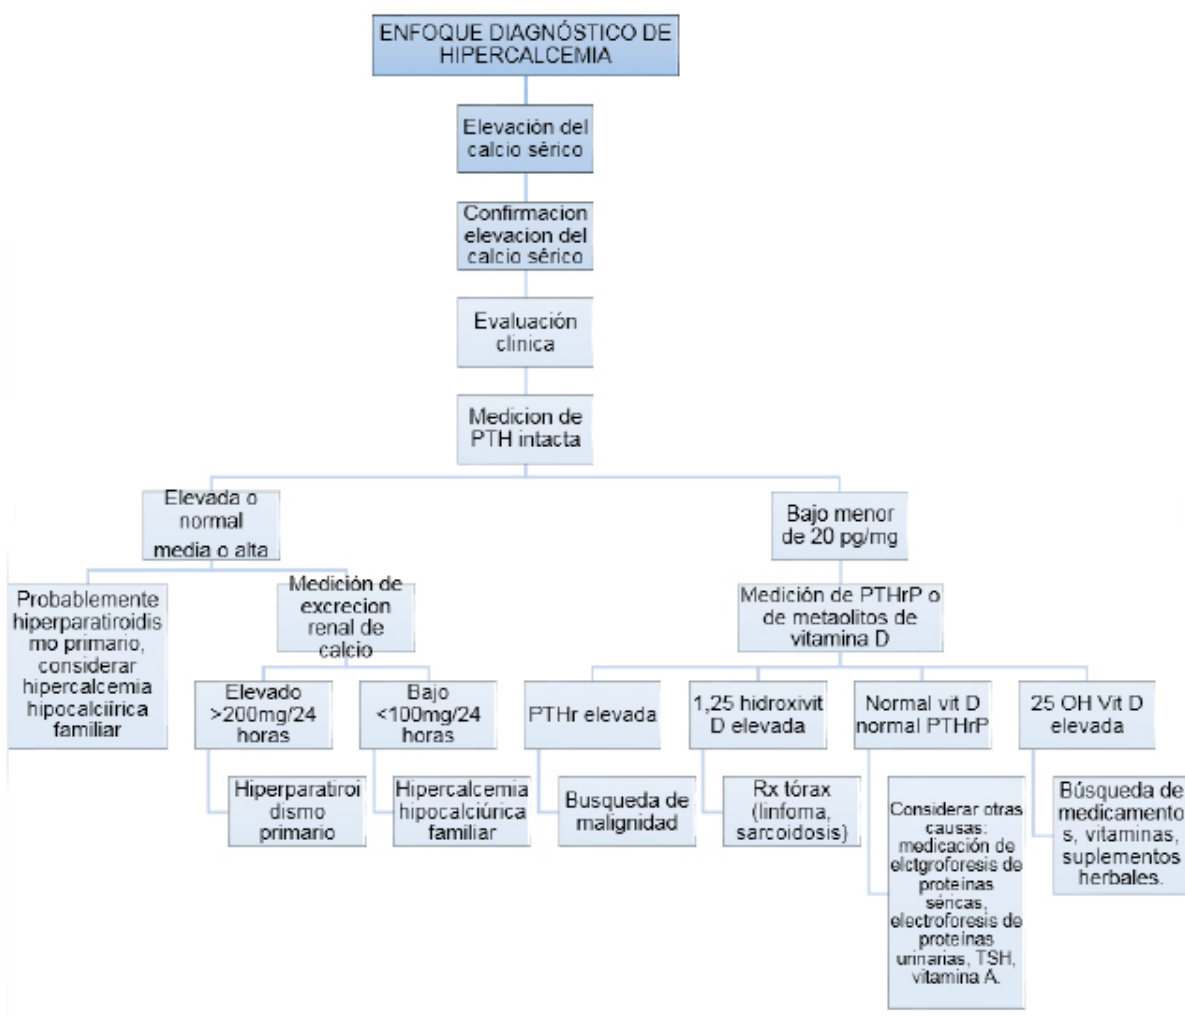 ENFOQUE DIAGNÓSTICO DE
HIPERCALCEMIA
Elevación del
calcio sérico
Confirmacion
elevacion del
calcio sérico
Evaluación
clinica
Medicion de
PTH intacta
Elevada o
normal
media o alta
Bajo menor
de 20 pg/mg
Probablemente
hiperparatiroidis
mo primario,
considerar
hipercalcemia
hipocalciírica
familiar
Medición de
excrecion
renal de
calcio
Medición de PTHrP o
de metaolitos de
vitamina D
Elevado
>200mg/24
horas
Bajo
<100mg/24
horas
PTHr elevada
1,25 hidroxivit
D elevada
Normal vit D
normal PTHrP
25 OH Vit D
elevada
Hiperparatiroi
dismo
primario
Hipercalcemia
hipocalciúrica
familiar
Busqueda de
malignidad
Rx tórax
(linfoma,
sarcoidosis)
Considerar otras
causas:
medicación de
elctgroforesis de
proteinas
séricas,
electroforesis de
proteínas
urinarias, TSH,
vitamina A.
Búsqueda de
medicamento
s, vitaminas,
suplementos
herbales.